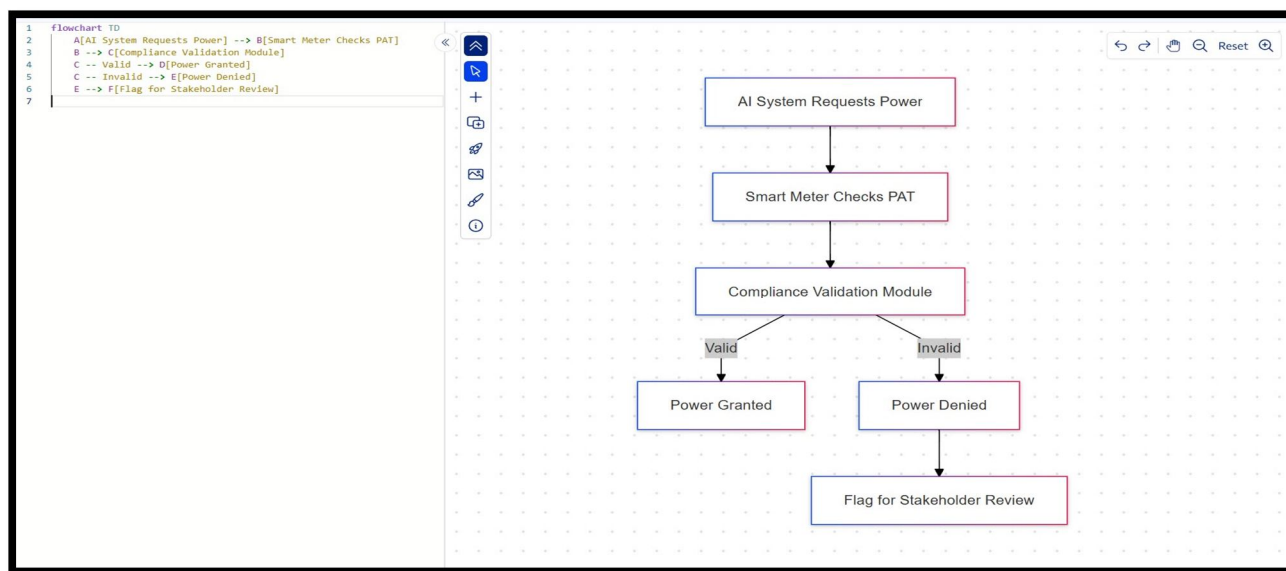 1 flowchart TD
2 A[AI System Requests Power] --> B[Smart Meter Checks PAT]
3 B --> C[Compliance Validation Module]
4 C -- Valid --> D[Power Granted]
5 C -- Invalid --> E[Power Denied]
6 E --> F[Flag for Stakeholder Review]
7
Reset
AI System Requests Power
Smart Meter Checks PAT
Compliance Validation Module
Valid
Invalid
Power Granted
Power Denied
Flag for Stakeholder Review